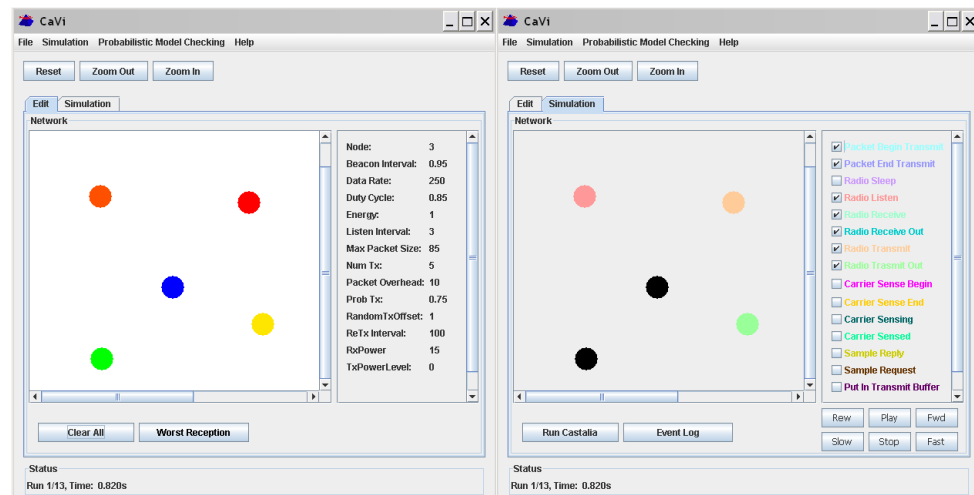 CaVi
File Simulation Probabilistic Model Checking Help
Reset Zoom Out Zoom In
Edit Simulation
Network
Node: 3
Beacon Interval: 0.95
Data Rate: 250
Duty Cycle: 0.85
Energy: 1
Listen Interval: 3
Max Packet Size: 85
Num Tx: 5
Packet Overhead: 10
Prob Tx: 0.75
RandomTxOffset: 1
ReTx Interval: 100
RxPower 15
TxPowerLevel: 0
Clear All Worst Reception
Status
Run 1/13, Time: 0.820s
CaVi
File Simulation Probabilistic Model Checking Help
Reset Zoom Out Zoom In
Edit Simulation
Network
Packet Begin Transmit
Packet End Transmit
Radio Sleep
Radio Listen
Radio Receive
Radio Receive Out
Radio Transmit
Radio Trasmit Out
Carrier Sense Begin
Carrier Sense End
Carrier Sensing
Carrier Sensed
Sample Reply
Sample Request
Put In Transmit Buffer
Rew Play Fwd
Run Castalia Event Log
Slow Stop Fast
Status
Run 1/13, Time: 0.820s